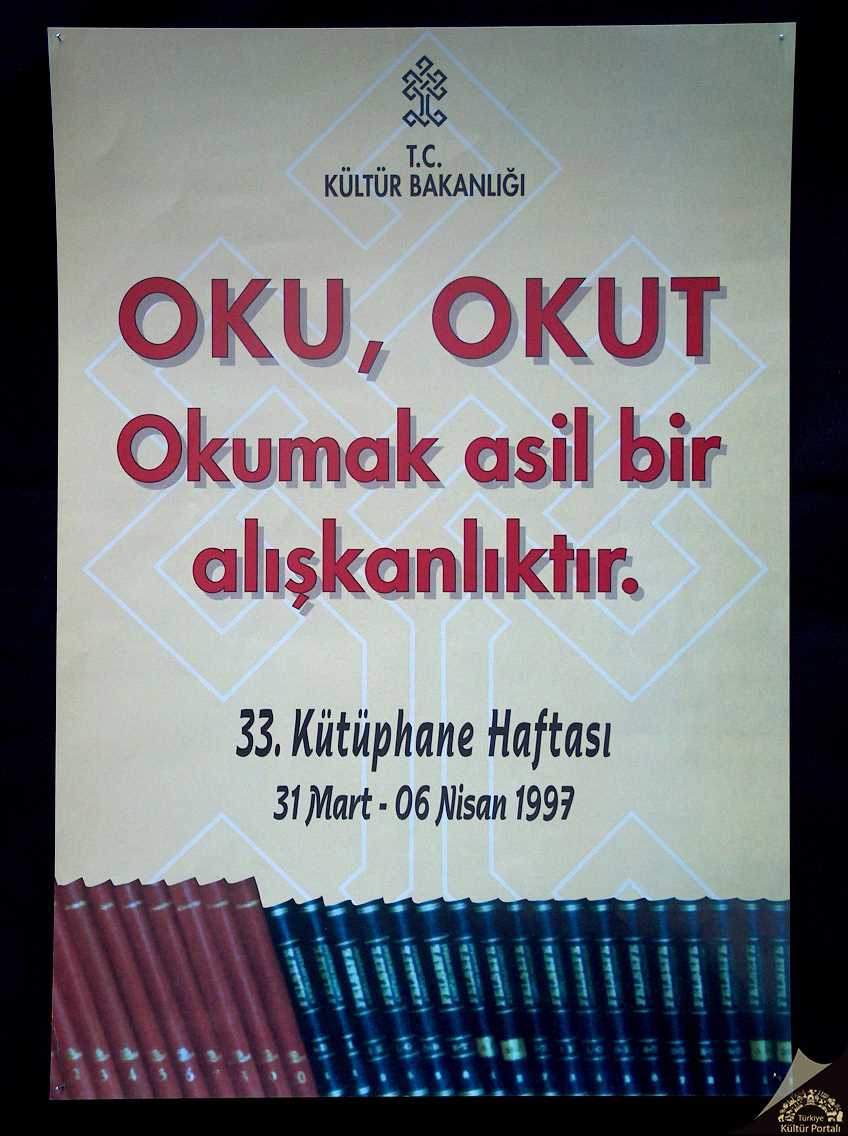 T.C.
KÜLTÜR BAKANLIĞI
OKU, OKUT
Okumak asil bir
alışkanlıktır.
33. Kütüphane Haftası
31 Mart - 06 Nisan 1997
Türkiye
Kültür Portalı